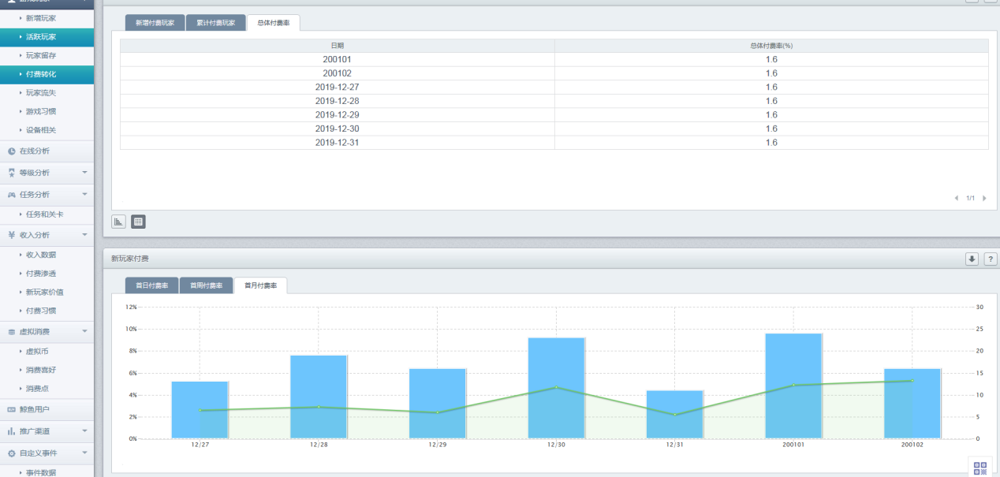 新增玩家
活跃玩家
玩家留存
付费转化
玩家流失
游戏习惯
设备相关
在线分析
等级分析
任务分析
任务和关卡
收入分析
收入数据
付费渗透
新玩家价值
付费习惯
虚拟消费
虚拟币
消费喜好
消费点
鲸鱼用户
推广渠道
自定义事件
事件数据
新增付费玩家 累计付费玩家 总体付费率
日期 总体付费率(%)
200101 1.6
200102 1.6
2019-12-27 1.6
2019-12-28 1.6
2019-12-29 1.6
2019-12-30 1.6
2019-12-31 1.6
1/1
新玩家付费
?
首日付费率 首周付费率 首月付费率
12% 30
10% 25
8% 20
6% 15
4% 10
2% 5
0% 0
12/27 12/28 12/29 12/30 12/31 200101 200102